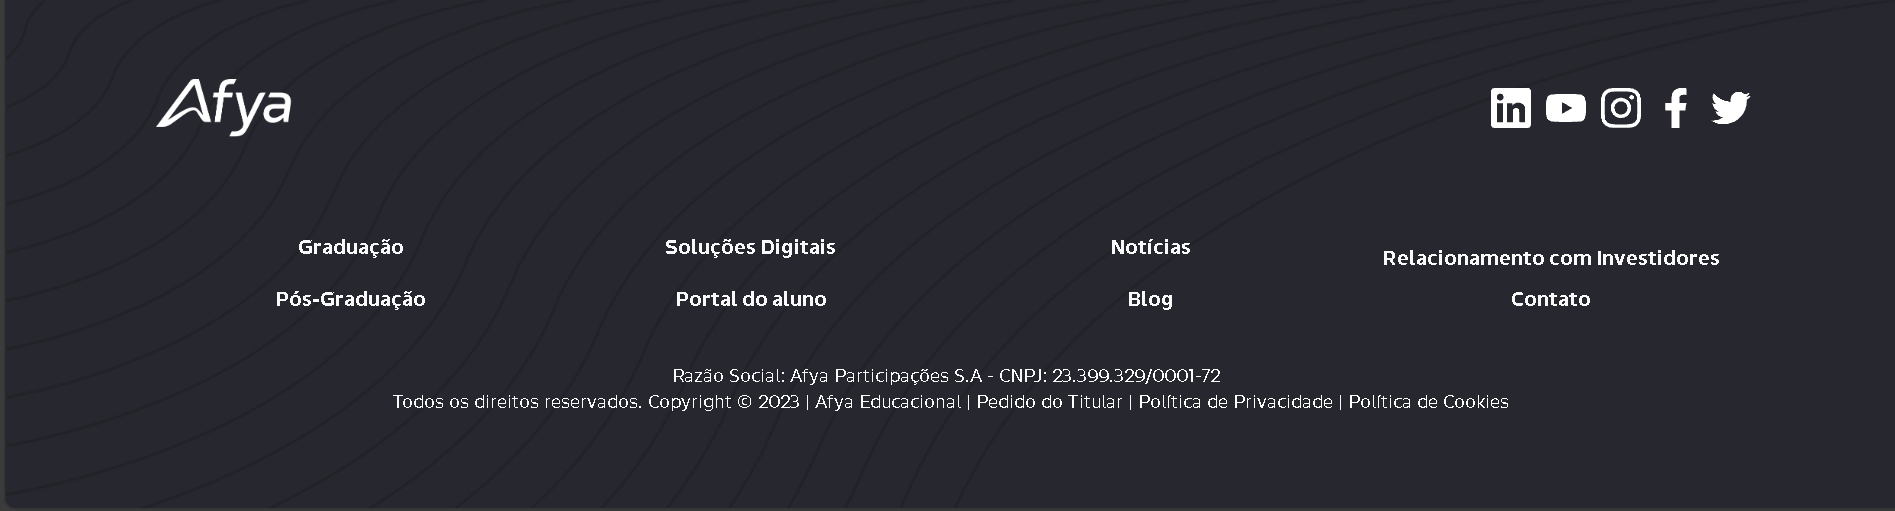 Afya
Graduação
Soluções Digitais
Notícias
Relacionamento com Investidores
Pós-Graduação
Portal do aluno
Blog
Contato
Razão Social: Afya Participações S.A - CNPJ: 23.399.329/0001-72
Todos os direitos reservados. Copyright © 2023 | Afya Educacional | Pedido do Titular | Política de Privacidade | Política de Cookies